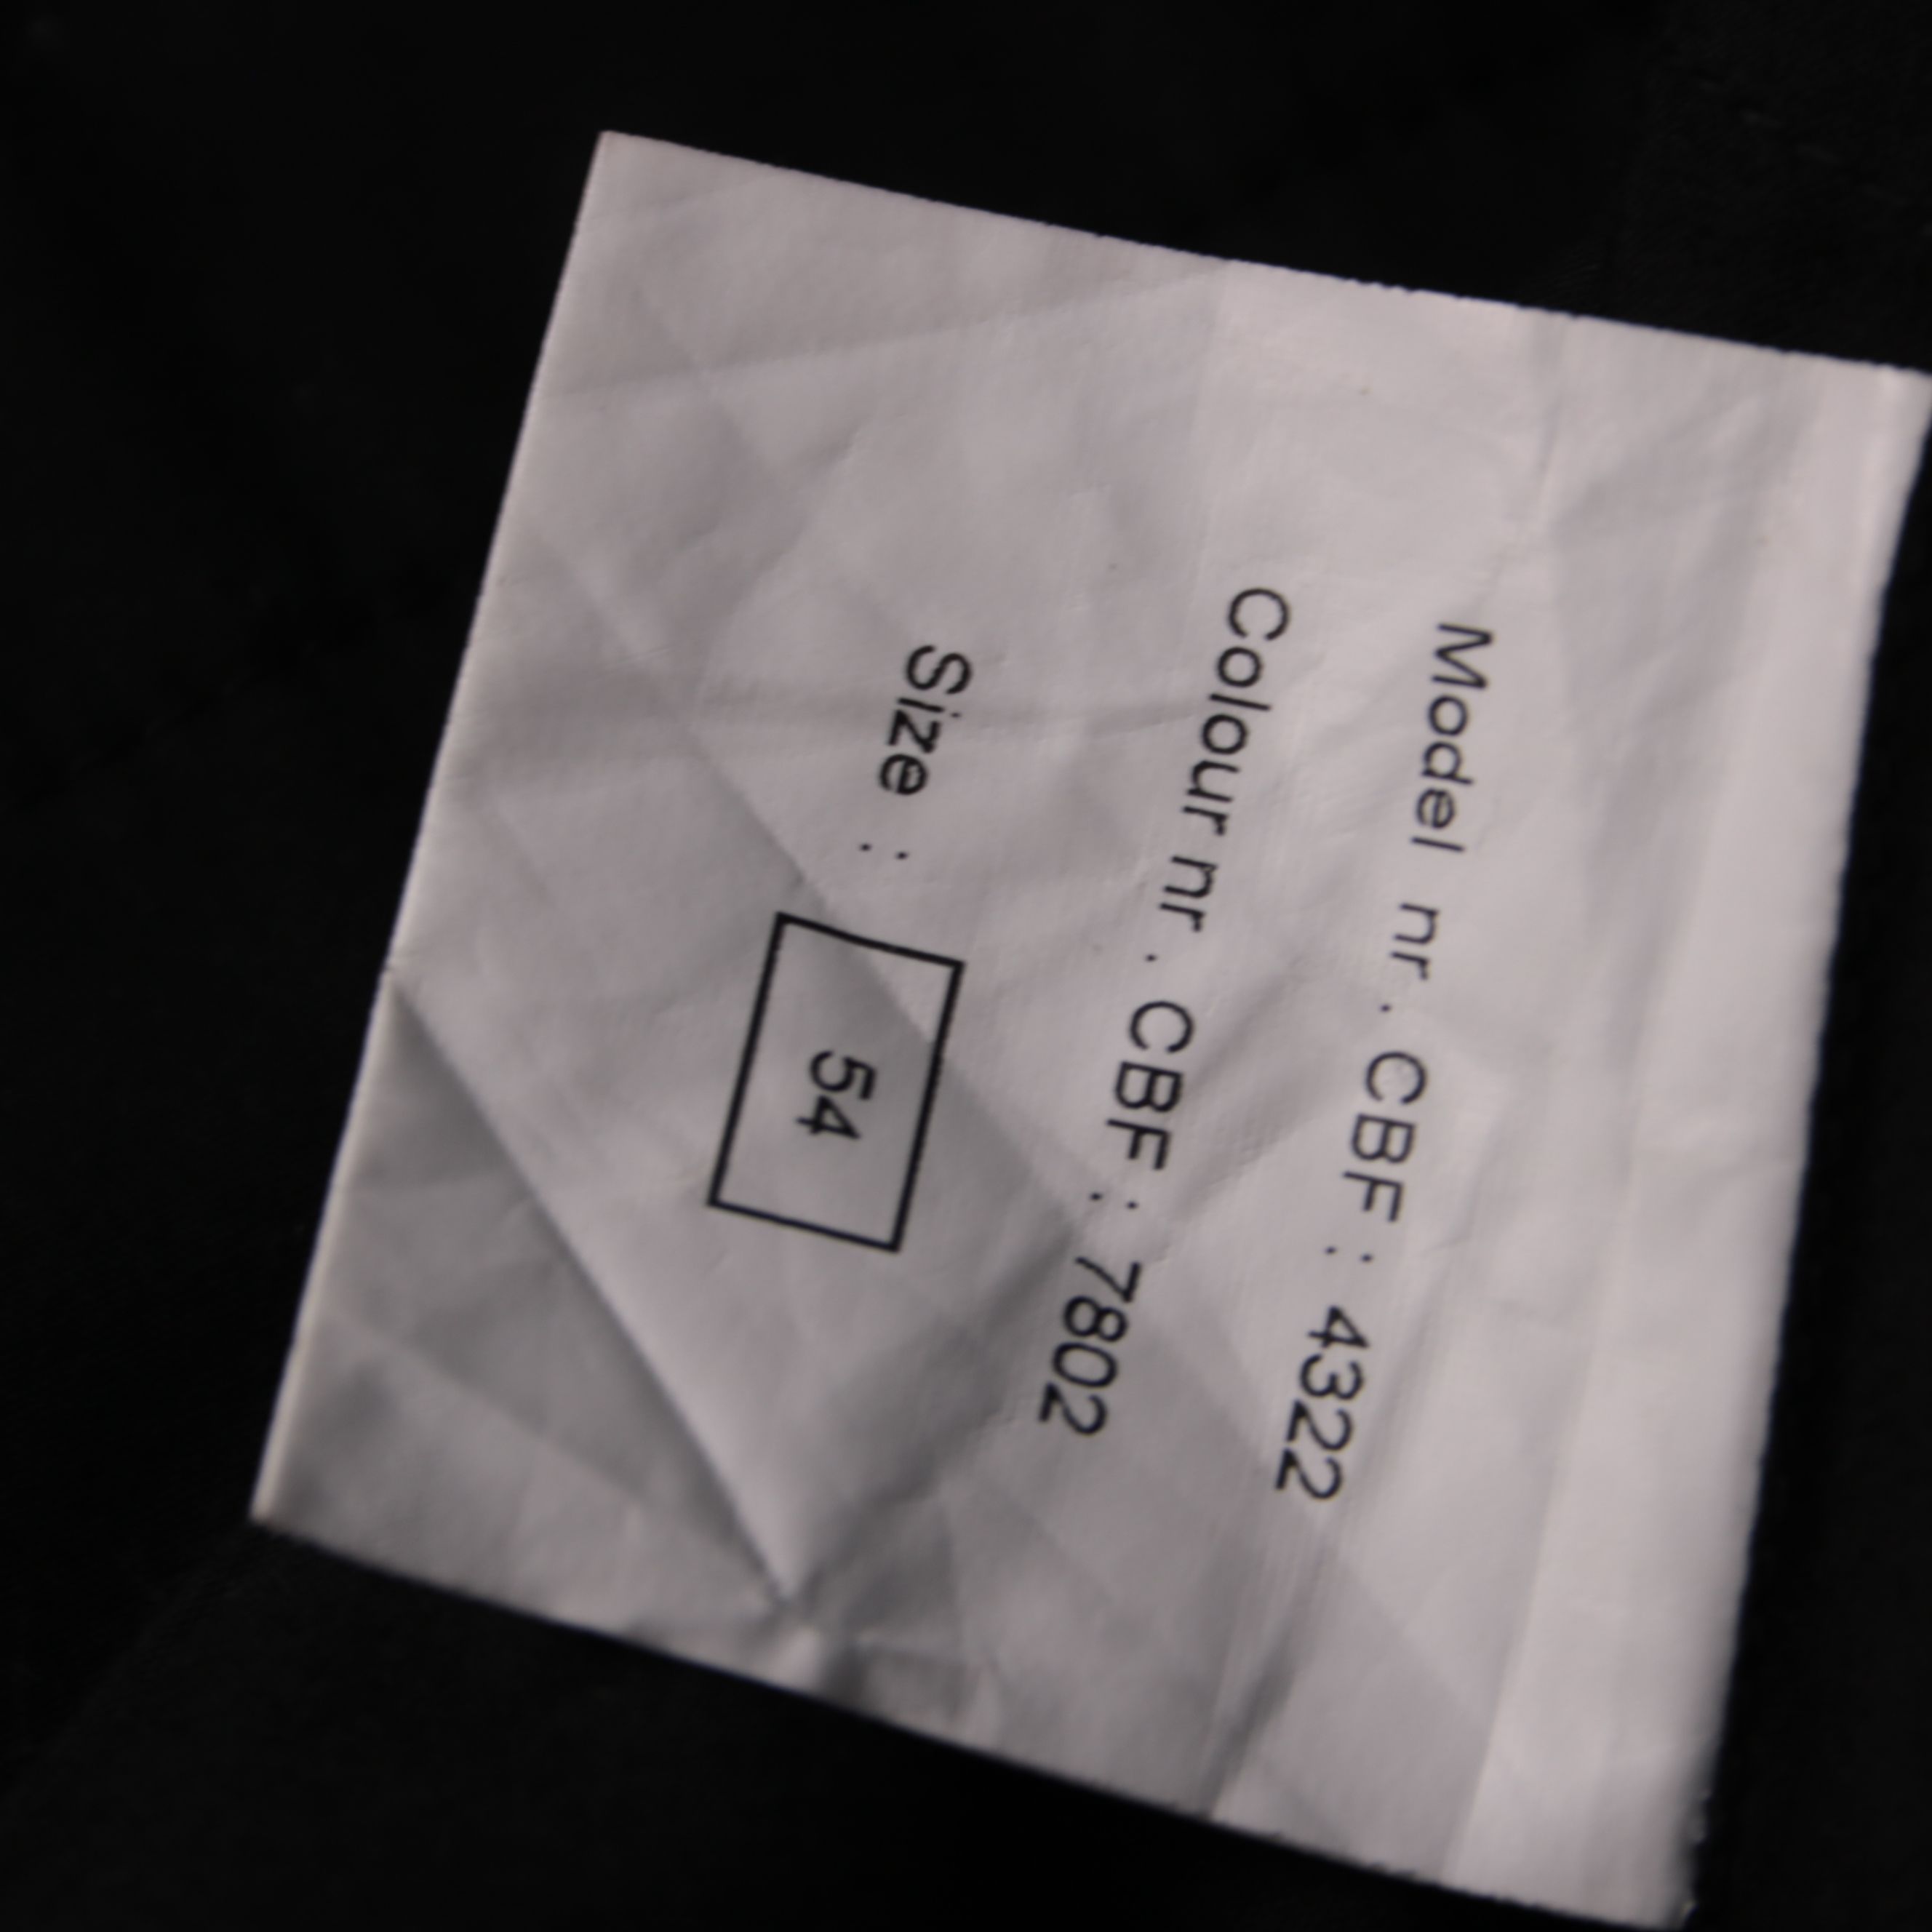 Model nr. CBF : 4322
Colour nr. CBF : 7802
Size : 54